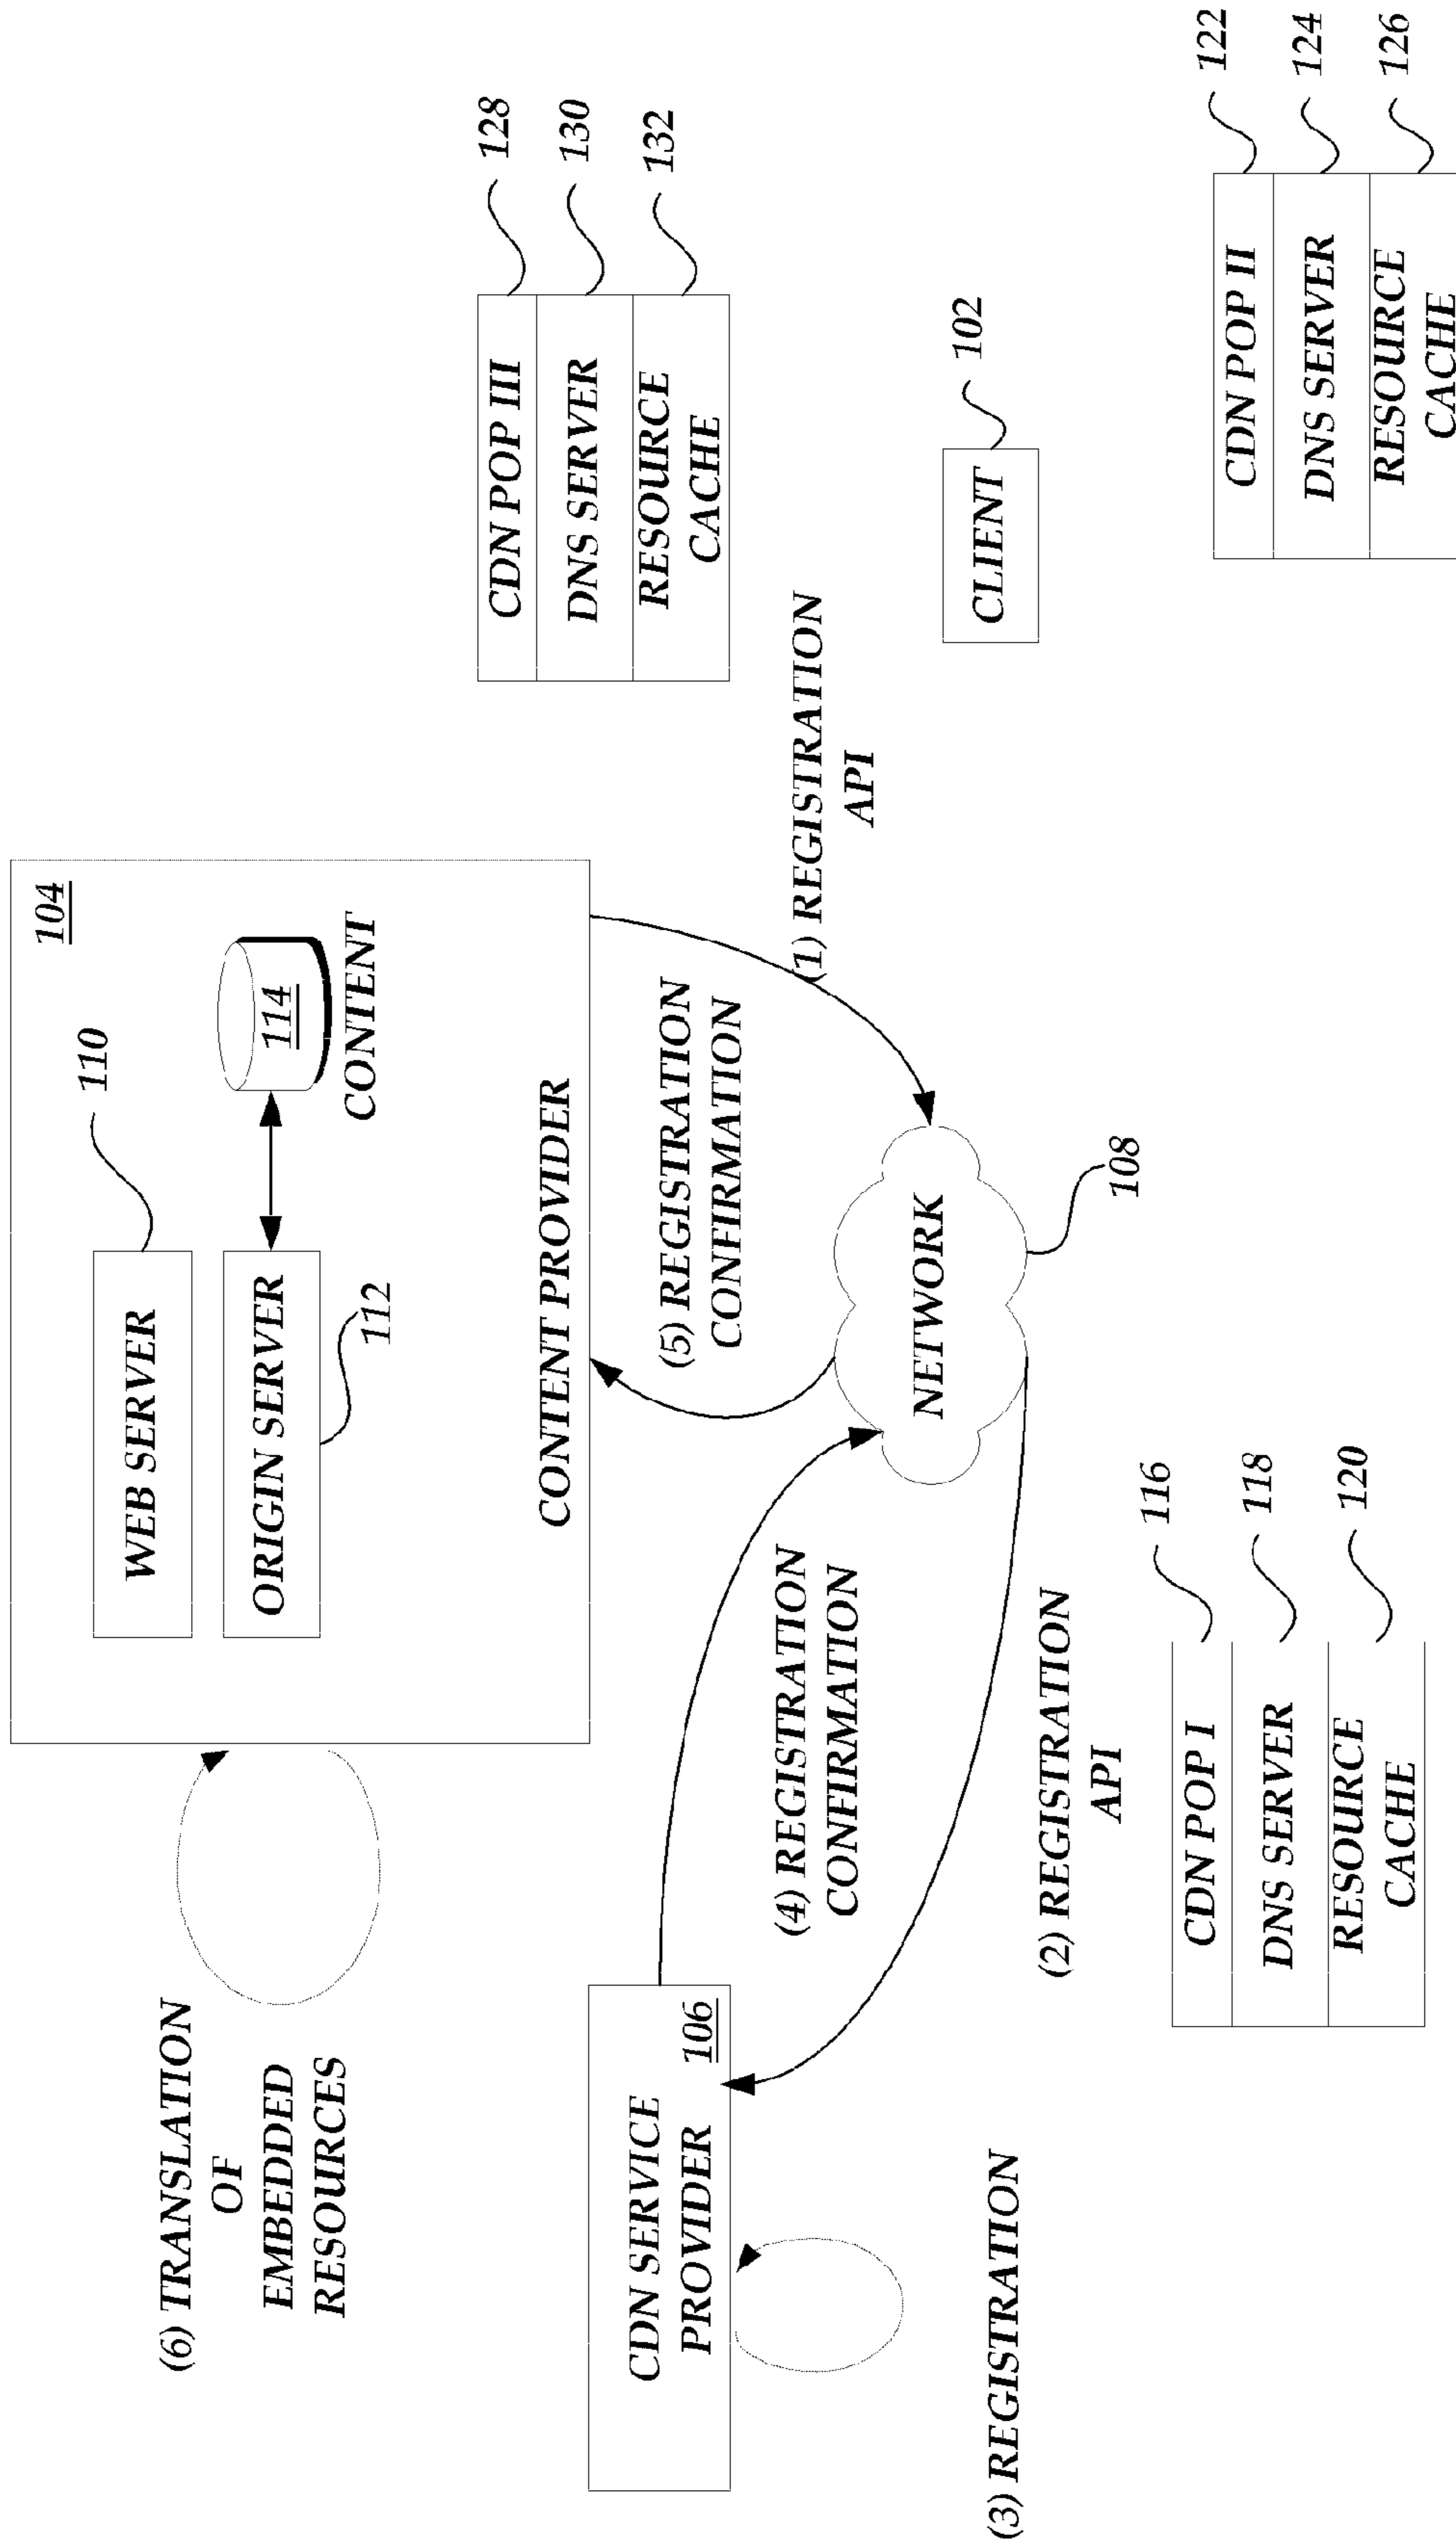 (6) TRANSLATION
OF
EMBEDDED
RESOURCES
104
WEB SERVER
110
ORIGIN SERVER
112
114
CONTENT
CONTENT PROVIDER
CDN POP III
DNS SERVER
RESOURCE
CACHE
128
130
132
CDN SERVICE
PROVIDER
106
(5) REGISTRATION
CONFIRMATION
(1) REGISTRATION
API
(4) REGISTRATION
CONFIRMATION
NETWORK
108
CLIENT
102
(3) REGISTRATION
(2) REGISTRATION
API
CDN POP I
DNS SERVER
RESOURCE
CACHE
116
118
120
CDN POP II
DNS SERVER
RESOURCE
CACHE
122
124
126